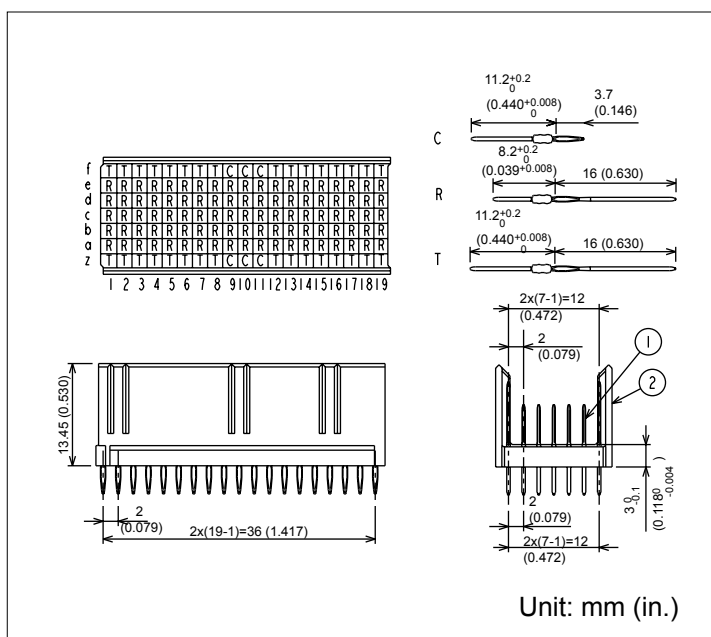 11.2 +0.2 0
(0.440 +0.008 0)
3.7
(0.146)
C
8.2 +0.2 0
(0.039 +0.008 0)
16 (0.630)
R
11.2 +0.2 0
(0.440 +0.008 0)
16 (0.630)
T
f T T T T T T T T C C C T T T T T T T T
e R R R R R R R R R R R R R R R R R R R
d R R R R R R R R R R R R R R R R R R R
c R R R R R R R R R R R R R R R R R R R
b R R R R R R R R R R R R R R R R R R R
a R R R R R R R R R R R R R R R R R R R
z T T T T T T T T C C C T T T T T T T T
1 2 3 4 5 6 7 8 9 10 11 12 13 14 15 16 17 18 19
13.45 (0.530)
2
(0.079)
2x(19-1)=36 (1.417)
2x(7-1)=12
(0.472)
2
(0.079)
1
2
3 0 -0.1
(0.118 0 -0.004)
2
(0.079)
2x(7-1)=12
(0.472)
Unit: mm (in.)